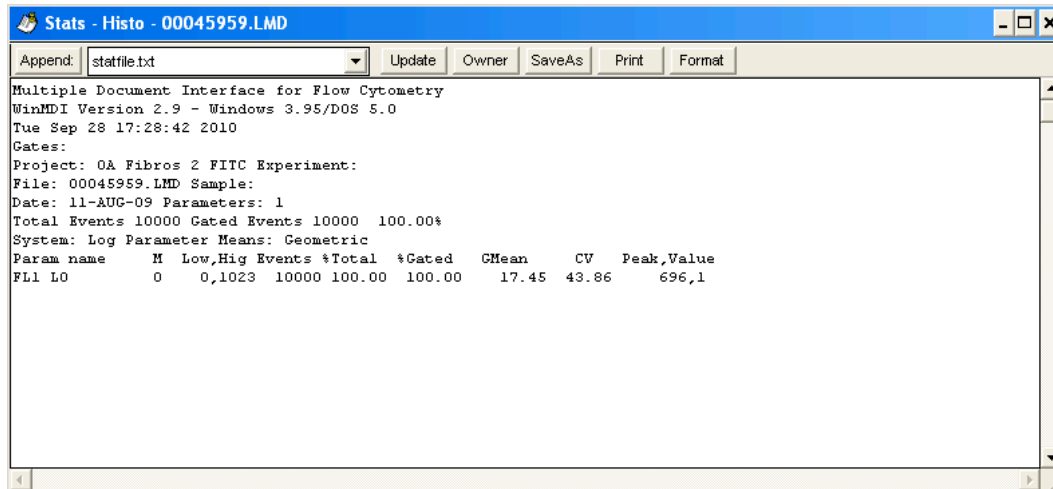 Stats - Histo - 00045959.LMD
Append: statfile.txt Update Owner SaveAs Print Format
Multiple Document Interface for Flow Cytometry
WinMDI Version 2.9 - Windows 3.95/DOS 5.0
Tue Sep 28 17:28:42 2010
Gates:
Project: OA Fibros 2 FITC Experiment:
File: 00045959.LMD Sample:
Date: 11-AUG-09 Parameters: 1
Total Events 10000 Gated Events 10000 100.00%
System: Log Parameter Means: Geometric
Param name M Low,Hig Events %Total %Gated GMean CV Peak,Value
FL1 LO 0 0,1023 10000 100.00 100.00 17.45 43.86 696,1